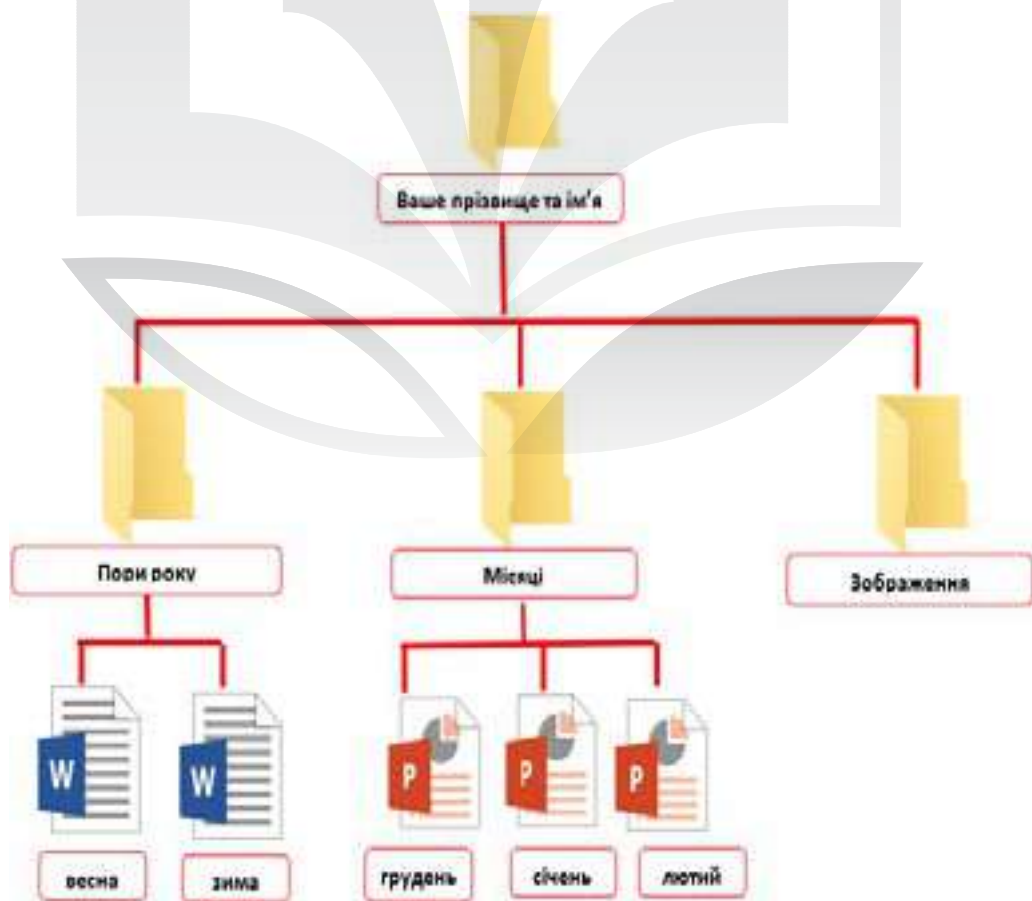 Ваше прізвище та ім'я
Пори року
Місяці
Зображення
W
W
P
P
P
весна
зима
грудень
січень
лютий